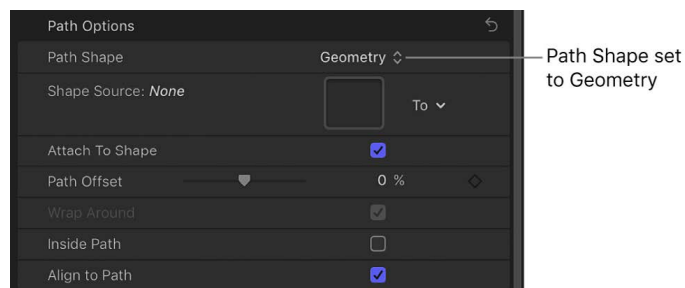 Path Options
Path Shape
Geometry
Path Shape set
to Geometry
Shape Source: None
To
Attach To Shape
Path Offset
0 %
Wrap Around
Inside Path
Align to Path